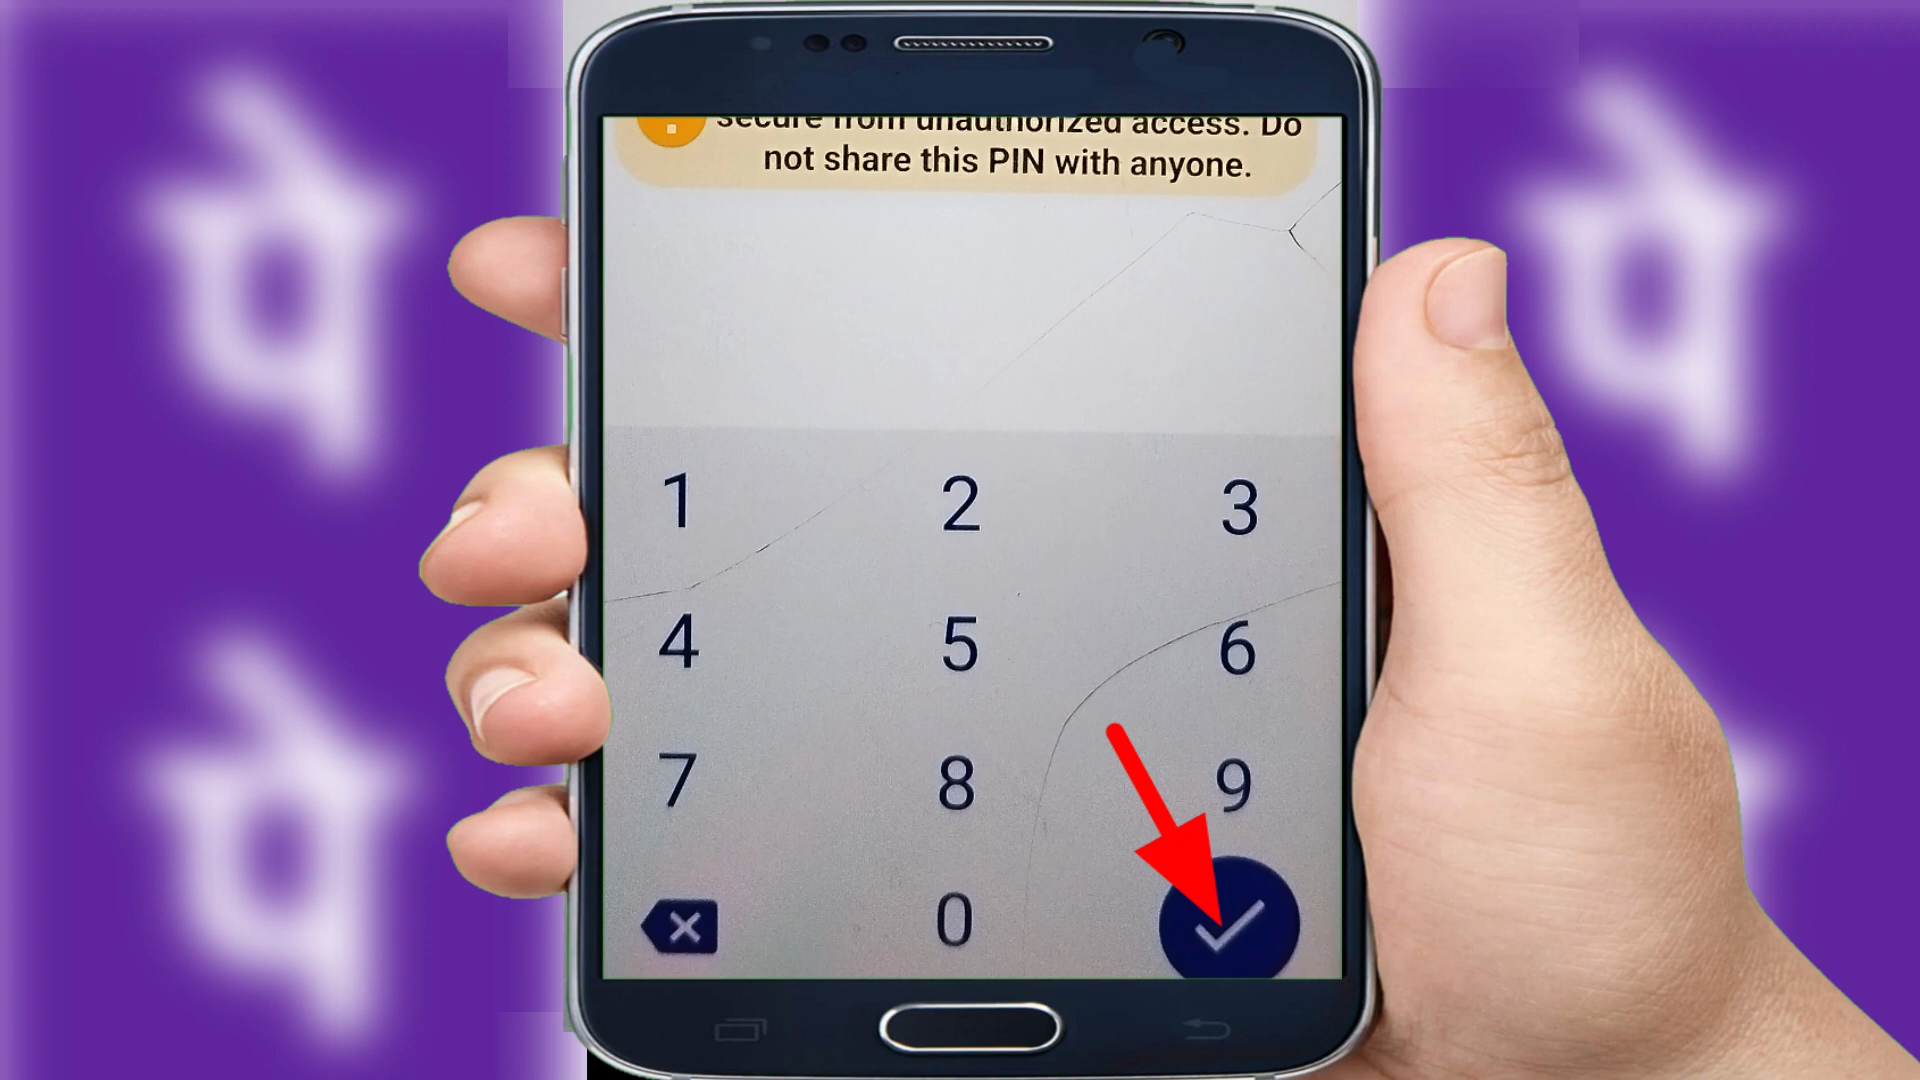 secure from unauthorized access. Do
not share this PIN with anyone.
1 2 3
4 5 6
7 8 9
0
पे
पे
पे